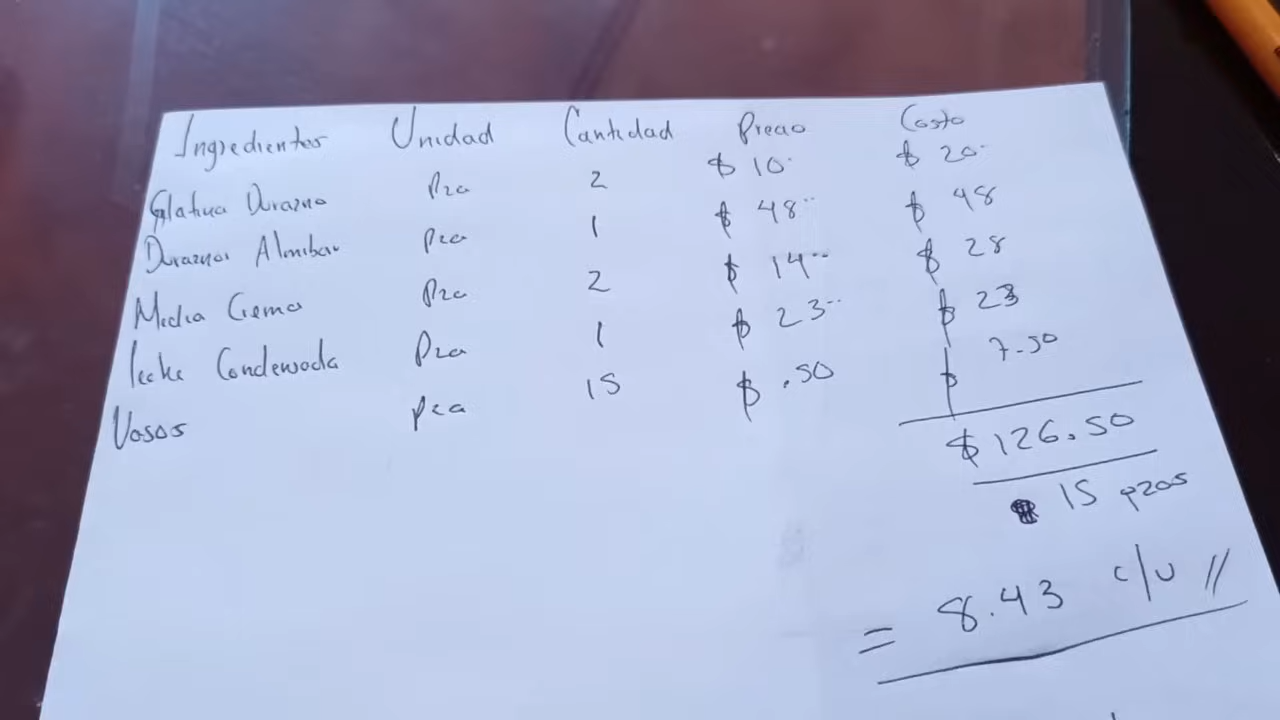 Ingredientes Unidad Cantidad Precio Costo
Glatina Durazno Pza 2 $ 10.. $ 20..
Duraznos Almibar Pza 1 $ 48.. $ 48
Media Crema Pza 2 $ 14.. $ 28
leche Condensada Pza 1 $ 23.. $ 23
Vasos pza 15 $ .50 $ 7.50
$ 126.50
15 pzas
= 8.43 c/u //